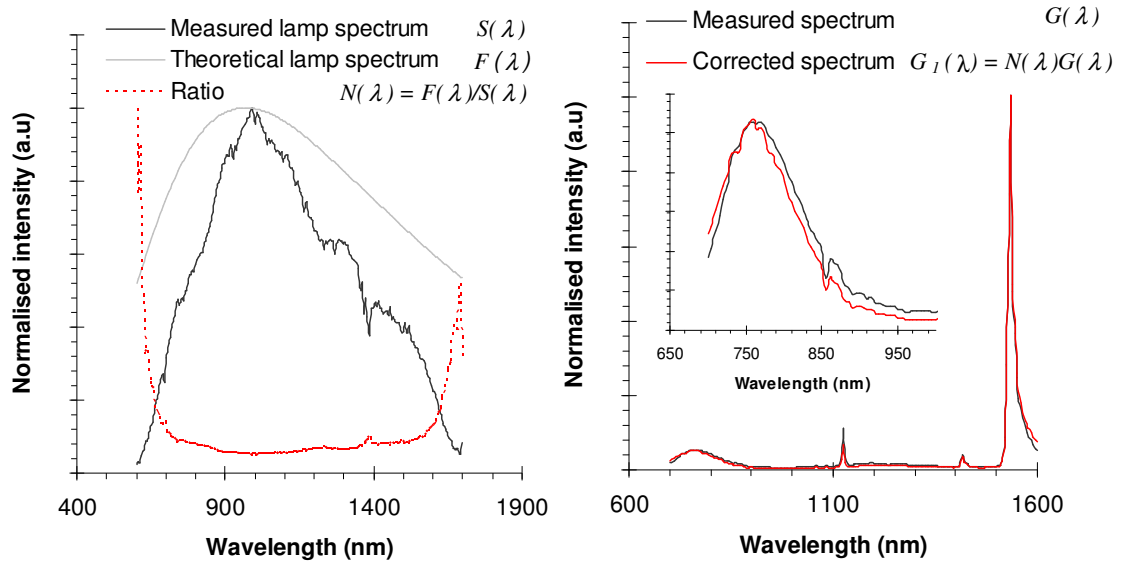 Measured lamp spectrum S(λ)
Theoretical lamp spectrum F(λ)
Ratio N(λ) = F(λ)/S(λ)
Normalised intensity (a.u)
400 900 1400 1900
Wavelength (nm)
Measured spectrum G(λ)
Corrected spectrum G1(λ) = N(λ)G(λ)
Normalised intensity (a.u)
650 750 850 950
Wavelength (nm)
600 1100 1600
Wavelength (nm)